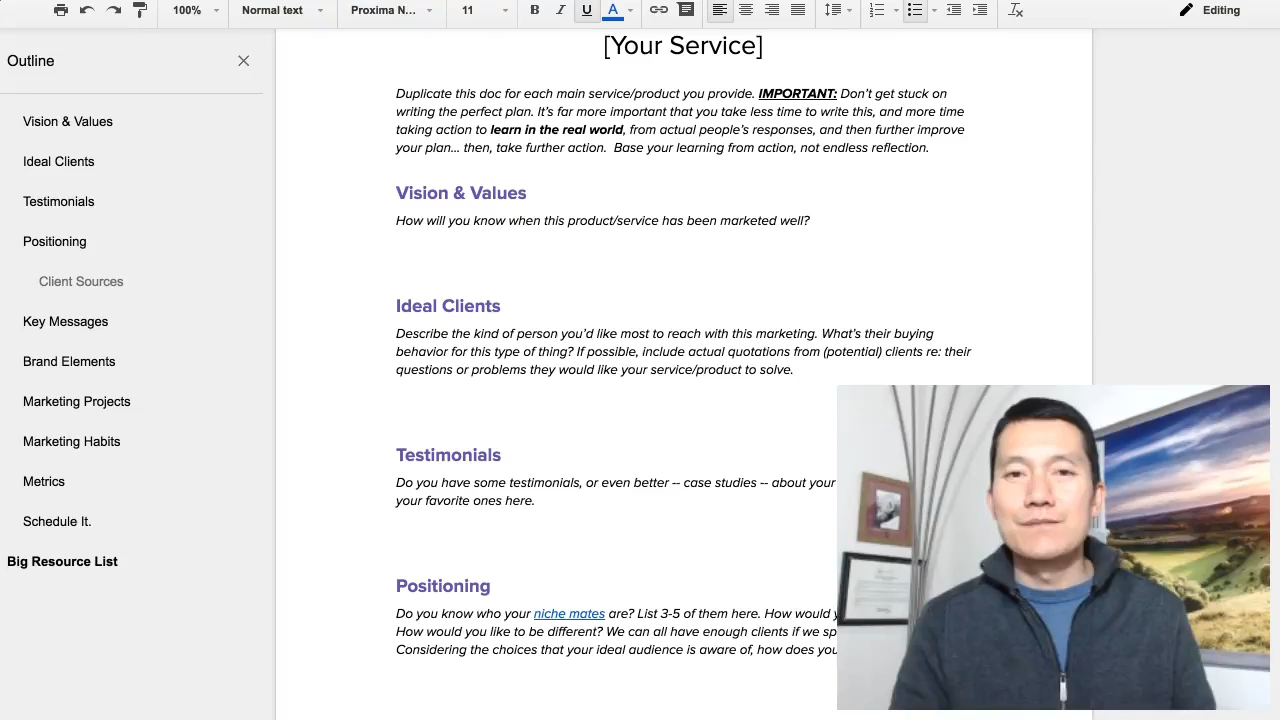 100%
Normal text
Proxima N...
11
B
I
U
A
Editing
Outline
Vision & Values
Ideal Clients
Testimonials
Positioning
Client Sources
Key Messages
Brand Elements
Marketing Projects
Marketing Habits
Metrics
Schedule It.
Big Resource List
[Your Service]
Duplicate this doc for each main service/product you provide. IMPORTANT: Don't get stuck on
writing the perfect plan. It's far more important that you take less time to write this, and more time
taking action to learn in the real world, from actual people's responses, and then further improve
your plan... then, take further action.  Base your learning from action, not endless reflection.
Vision & Values
How will you know when this product/service has been marketed well?
Ideal Clients
Describe the kind of person you'd like most to reach with this marketing. What's their buying
behavior for this type of thing? If possible, include actual quotations from (potential) clients re: their
questions or problems they would like your service/product to solve.
Testimonials
Do you have some testimonials, or even better -- case studies -- about your
your favorite ones here.
Positioning
Do you know who your niche mates are? List 3-5 of them here. How would
How would you like to be different? We can all have enough clients if we
Considering the choices that your ideal audience is aware of, how does